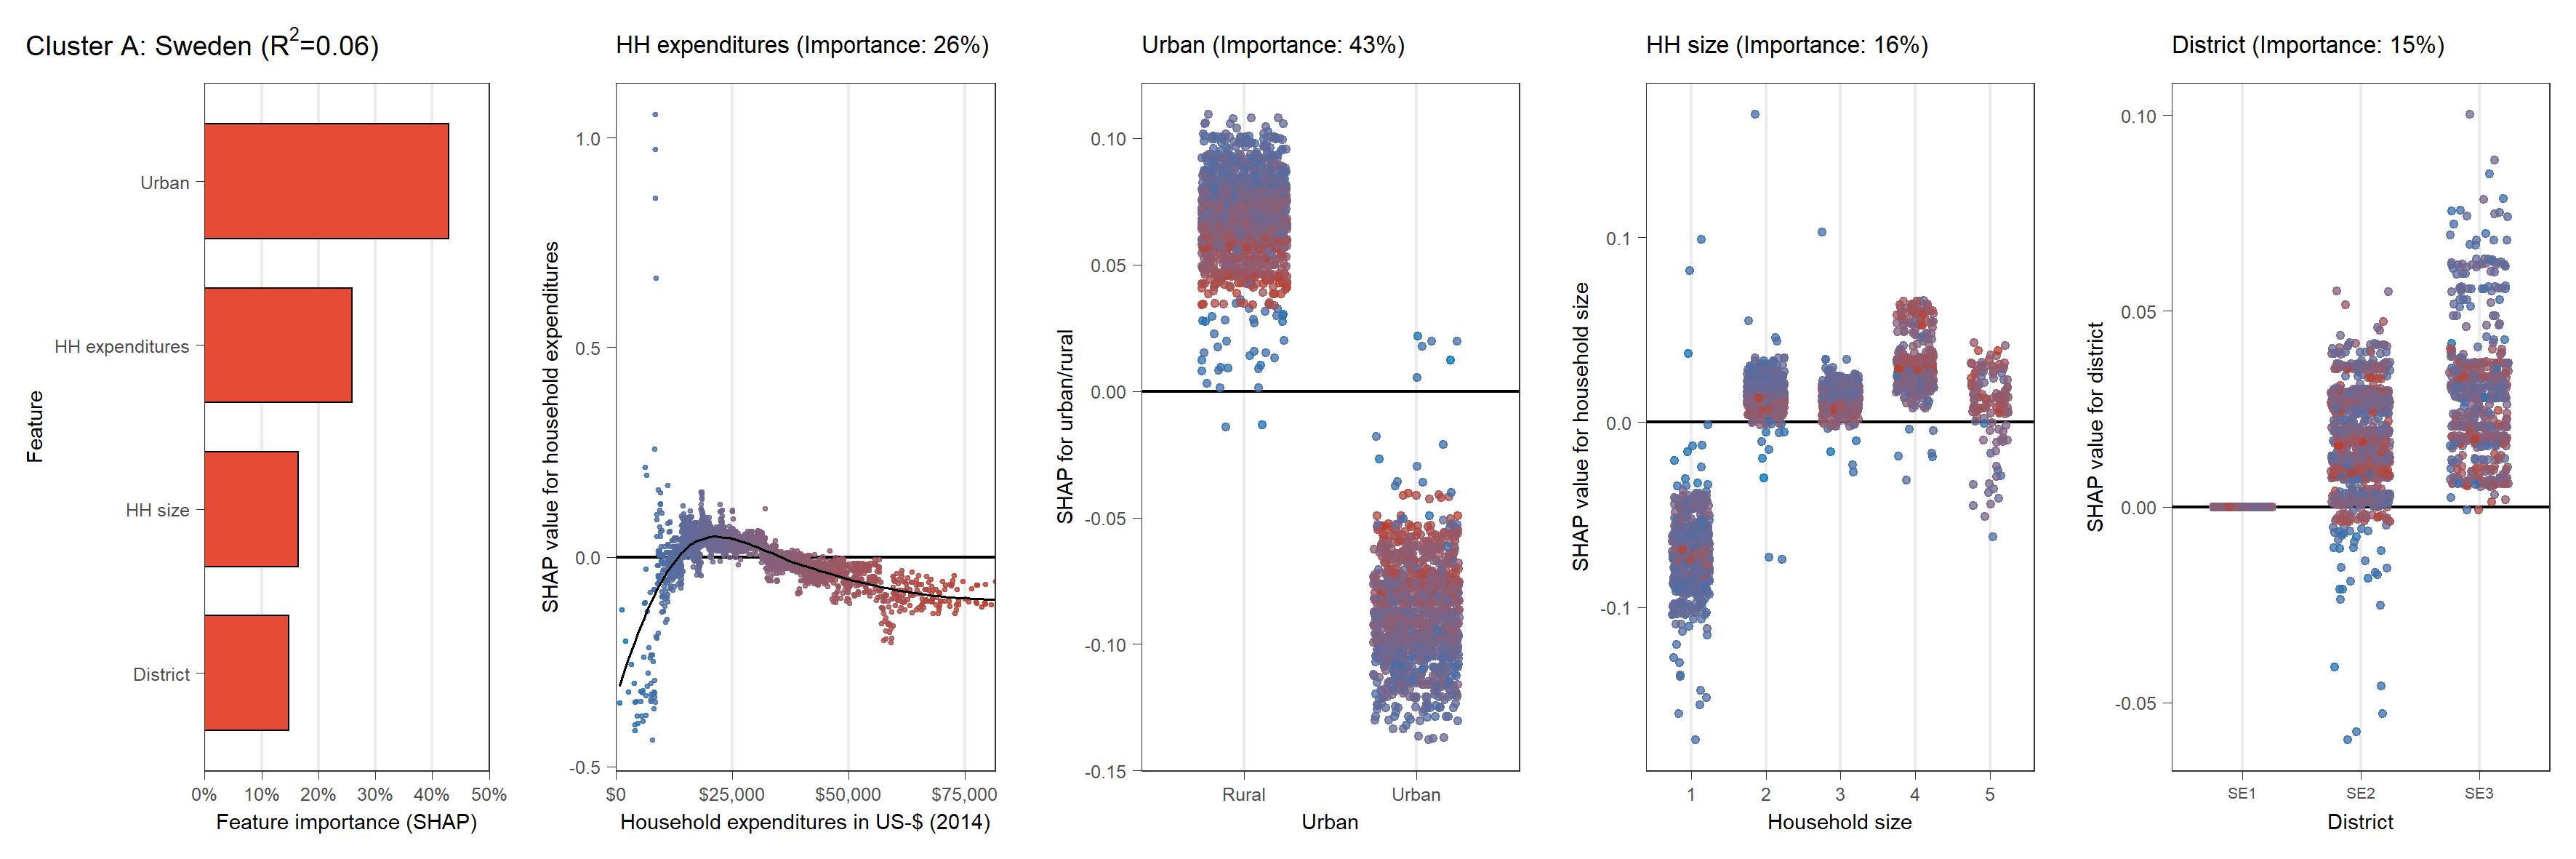 Cluster A: Sweden (R²=0.06)
HH expenditures (Importance: 26%)
Urban (Importance: 43%)
HH size (Importance: 16%)
District (Importance: 15%)
Feature
Urban
HH expenditures
HH size
District
0% 10% 20% 30% 40% 50%
Feature importance (SHAP)
SHAP value for household expenditures
1.0
0.5
0.0
-0.5
$0 $25,000 $50,000 $75,000
Household expenditures in US-$ (2014)
SHAP for urban/rural
0.10
0.05
0.00
-0.05
-0.10
-0.15
Rural Urban
Urban
SHAP value for household size
0.1
0.0
-0.1
1 2 3 4 5
Household size
SHAP value for district
0.10
0.05
0.00
-0.05
SE1 SE2 SE3
District